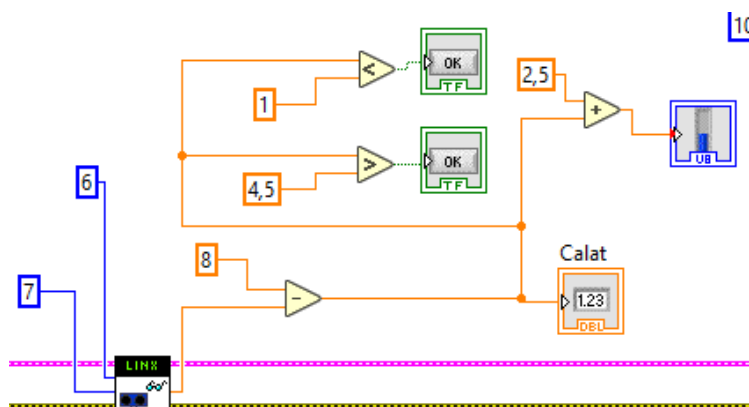 10
<
OK
TF
1
2,5
+
U8
>
OK
TF
4,5
6
8
-
Calat
1.23
DBL
7
LINX